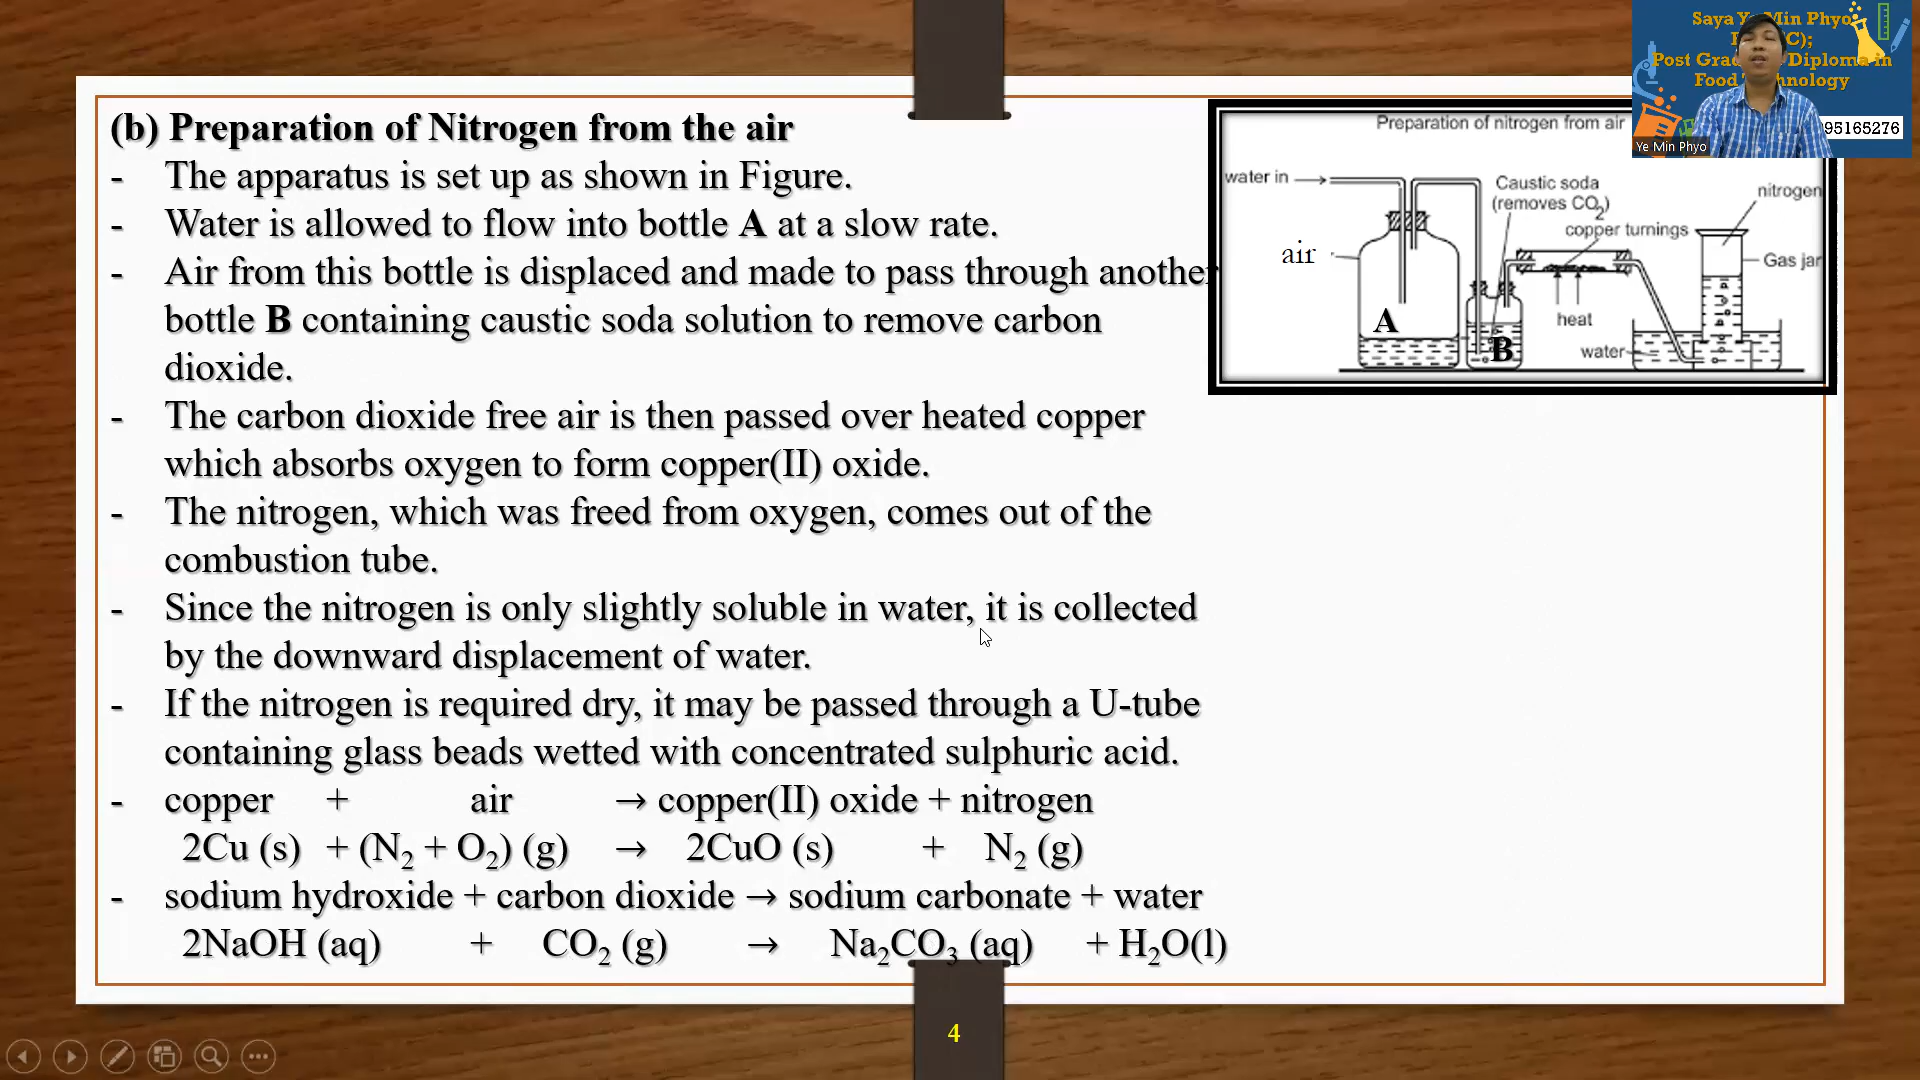 (b) Preparation of Nitrogen from the air
- The apparatus is set up as shown in Figure.
- Water is allowed to flow into bottle A at a slow rate.
- Air from this bottle is displaced and made to pass through another
bottle B containing caustic soda solution to remove carbon
dioxide.
- The carbon dioxide free air is then passed over heated copper
which absorbs oxygen to form copper(II) oxide.
- The nitrogen, which was freed from oxygen, comes out of the
combustion tube.
- Since the nitrogen is only slightly soluble in water, it is collected
by the downward displacement of water.
- If the nitrogen is required dry, it may be passed through a U-tube
containing glass beads wetted with concentrated sulphuric acid.
- copper + air → copper(II) oxide + nitrogen
2Cu (s) + (N₂ + O₂) (g) → 2CuO (s) + N₂ (g)
- sodium hydroxide + carbon dioxide → sodium carbonate + water
2NaOH (aq) + CO₂ (g) → Na₂CO₃ (aq) + H₂O(l)
Preparation of nitrogen from air
water in
Caustic soda
(removes CO₂)
nitrogen
copper turnings
air
Gas jar
A
heat
B
water
Saya Ye Min Phyo
Post Diploma in
Food
95165276
Ye Min Phyo
4